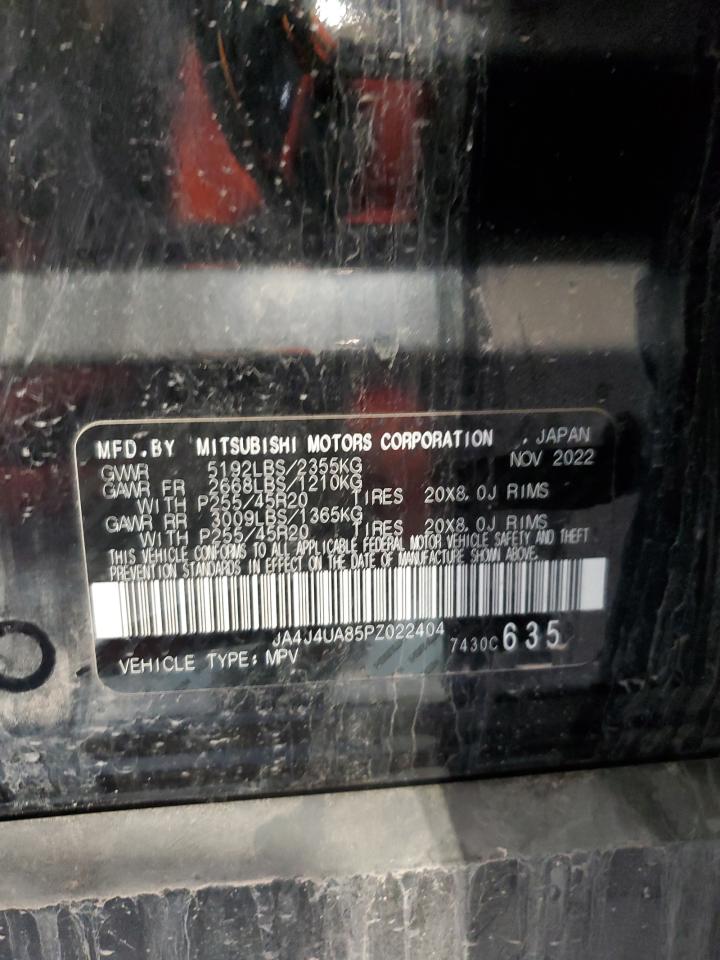 MFD.BY MITSUBISHI MOTORS CORPORATION , JAPAN
GVWR 5192LBS/2355KG NOV 2022
GAWR FR 2668LBS/1210KG
WITH P255/45R20 TIRES 20X8.0J RIMS
GAWR RR 3009LBS/1365KG
WITH P255/45R20 TIRES 20X8.0J RIMS
THIS VEHICLE CONFORMS TO ALL APPLICABLE FEDERAL MOTOR VEHICLE SAFETY AND THEFT
PREVENTION STANDARDS IN EFFECT ON THE DATE OF MANUFACTURE SHOWN ABOVE.
JA4J4UA85PZ022404 7430C 635
VEHICLE TYPE: MPV